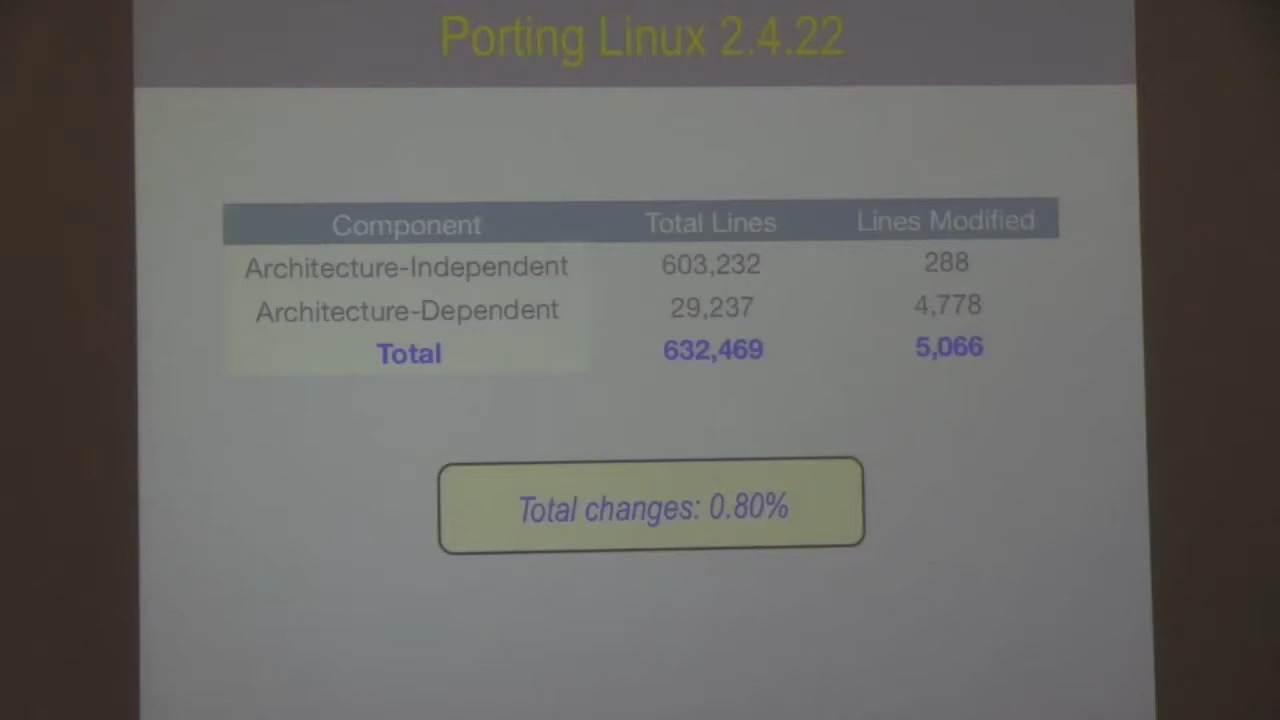 Porting Linux 2.4.22
Component Total Lines Lines Modified
Architecture-Independent 603,232 288
Architecture-Dependent 29,237 4,778
Total 632,469 5,066
Total changes: 0.80%